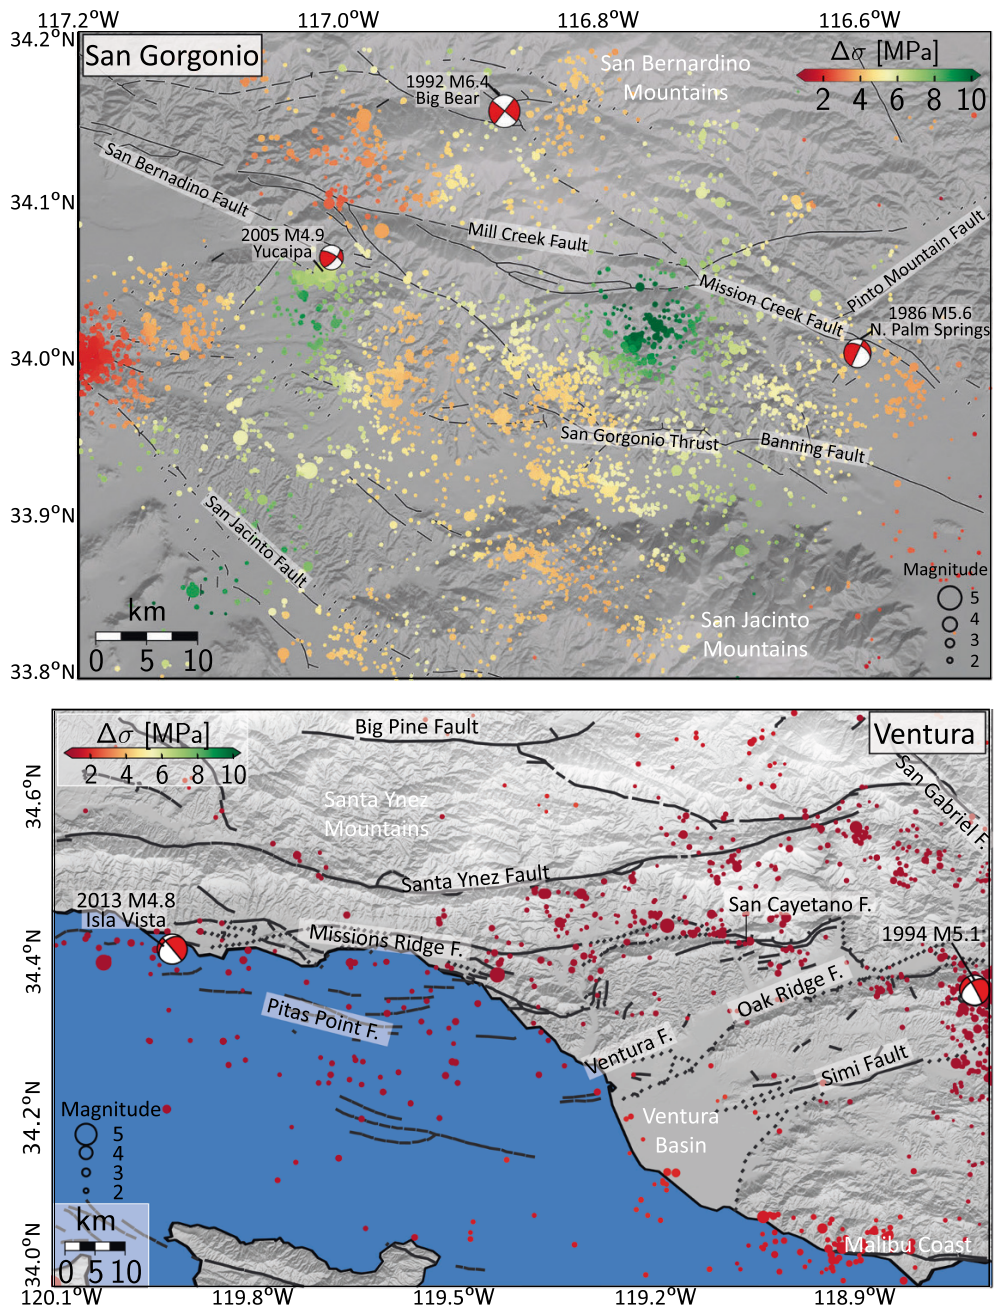 117.2°W 117.0°W 116.8°W 116.6°W
34.2°N
San Gorgonio
San Bernardino
Mountains
Δσ [MPa]
2 4 6 8 10
1992 M6.4
Big Bear
San Bernadino Fault
34.1°N
2005 M4.9
Yucaipa
Mill Creek Fault
Mission Creek Fault
Pinto Mountain Fault
1986 M5.6
N. Palm Springs
34.0°N
San Gorgonio Thrust
Banning Fault
33.9°N
San Jacinto Fault
Magnitude
5
4
3
2
km
0 5 10
San Jacinto
Mountains
33.8°N
Δσ [MPa]
2 4 6 8 10
Big Pine Fault
Ventura
34.6°N
Santa Ynez
Mountains
San Gabriel F.
Santa Ynez Fault
2013 M4.8
Isla Vista
San Cayetano F.
Missions Ridge F.
1994 M5.1
34.4°N
Oak Ridge F.
Pitas Point F.
Ventura F.
Simi Fault
34.2°N
Magnitude
5
4
3
2
Ventura
Basin
km
0 5 10
Malibu Coast
34.0°N
120.1°W 119.8°W 119.5°W 119.2°W 118.9°W